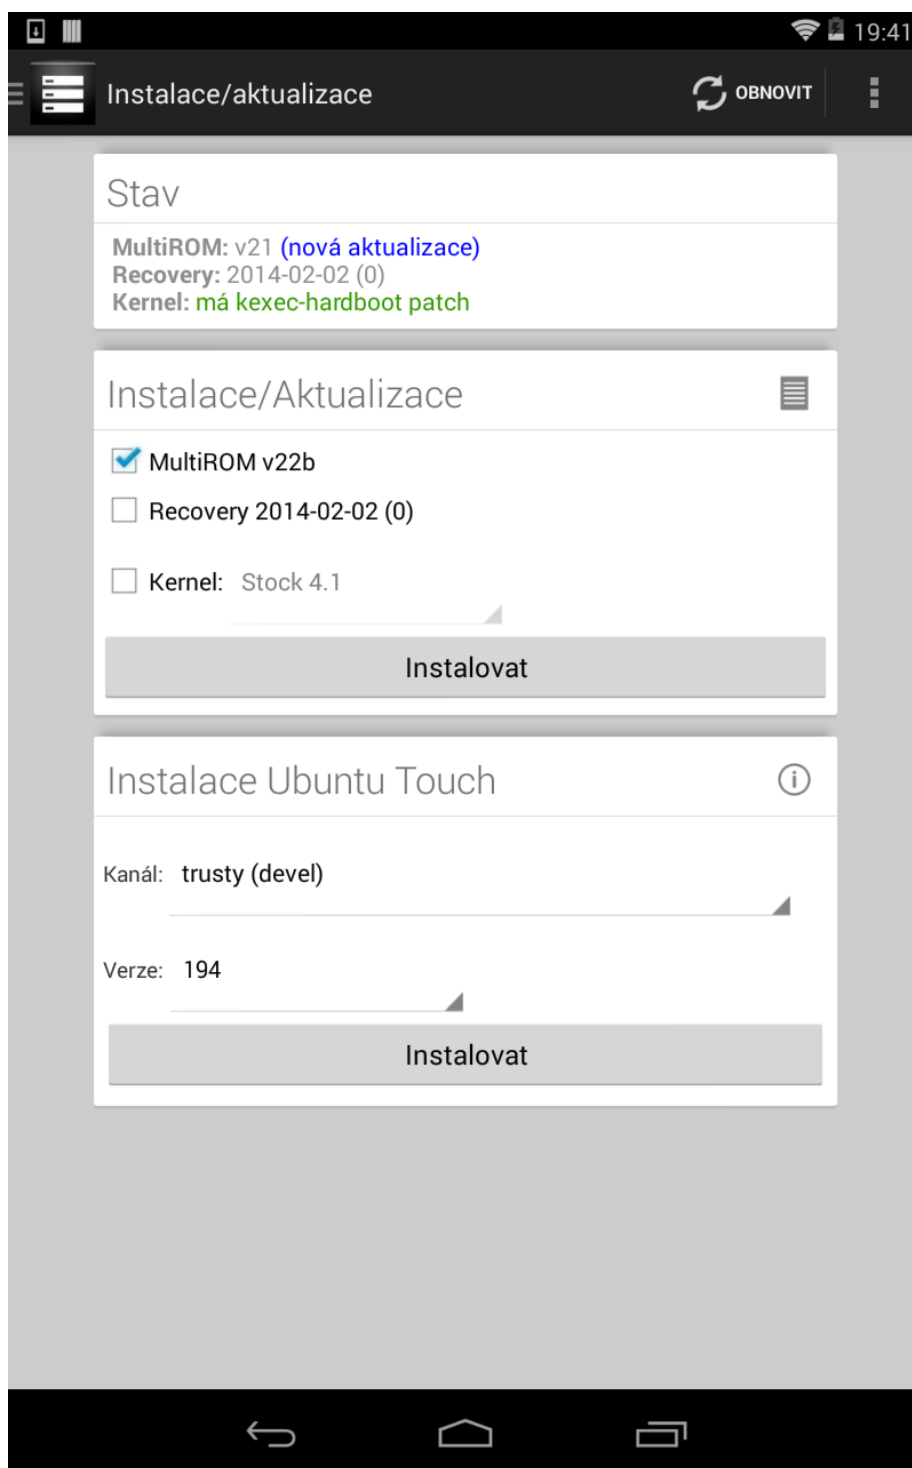 19:41
Instalace/aktualizace
OBNOVIT
Stav
MultiROM: v21 (nová aktualizace)
Recovery: 2014-02-02 (0)
Kernel: má kexec-hardboot patch
Instalace/Aktualizace
MultiROM v22b
Recovery 2014-02-02 (0)
Kernel: Stock 4.1
Instalovat
Instalace Ubuntu Touch
Kanál: trusty (devel)
Verze: 194
Instalovat